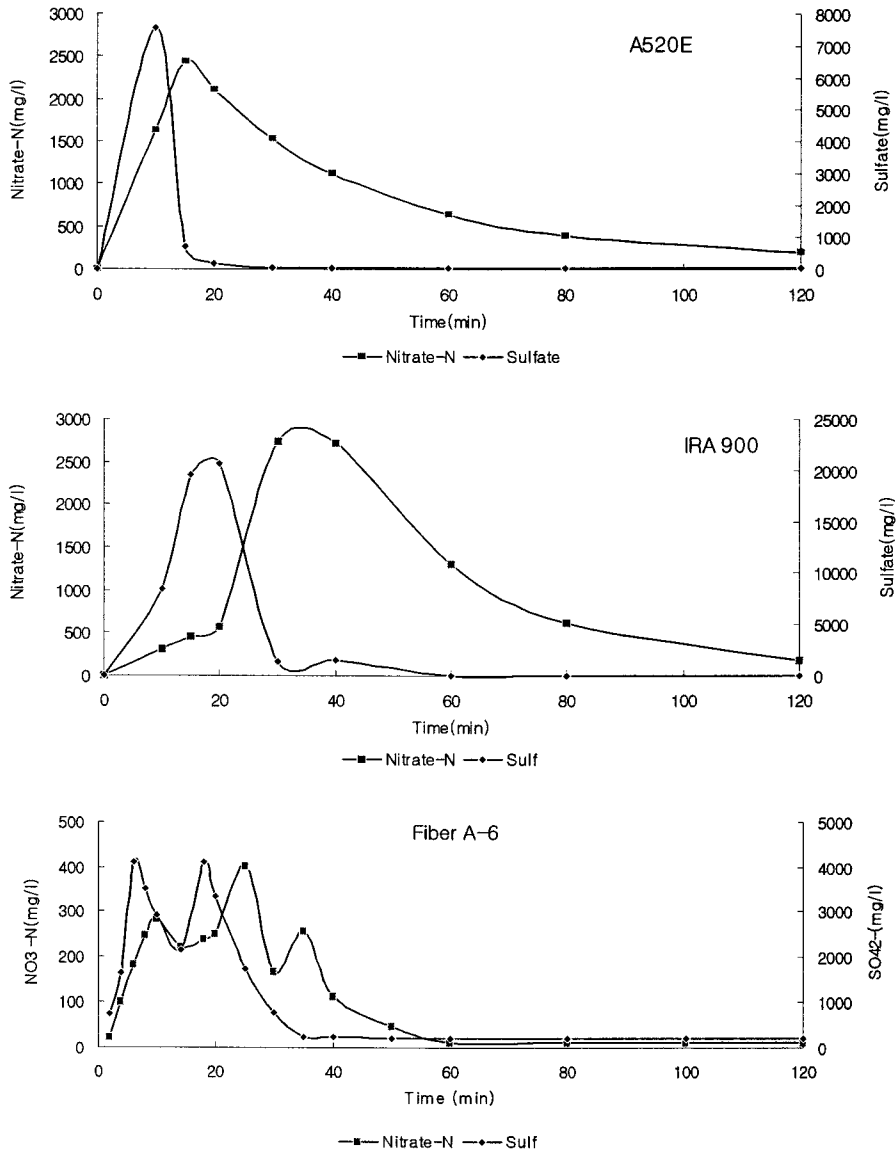 A520E
Nitrate-N(mg/l)
3000
2500
2000
1500
1000
500
0
8000
7000
6000
5000
4000
3000
2000
1000
0
Sulfate(mg/l)
0 20 40 60 80 100 120
Time(min)
Nitrate-N Sulfate
IRA 900
Nitrate-N(mg/l)
3000
2500
2000
1500
1000
500
0
25000
20000
15000
10000
5000
0
Sulfate(mg/l)
0 20 40 60 80 100 120
Time(min)
Nitrate-N Sulf
Fiber A-6
NO3-N(mg/l)
500
400
300
200
100
0
5000
4000
3000
2000
1000
0
SO42-(mg/l)
0 20 40 60 80 100 120
Time (min)
Nitrate-N Sulf